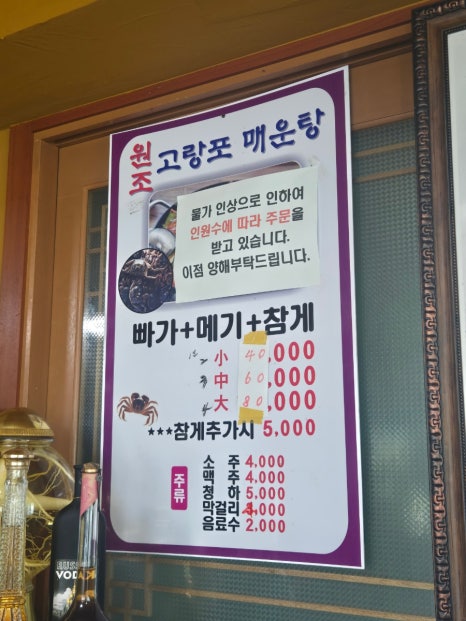 원조 고랑포 매운탕
물가 인상으로 인하여
인원수에 따라 주문을
받고 있습니다.
이점 양해부탁드립니다.
빠가+메기+참게
小 40,000
中 60,000
大 80,000
***참게추가시 5,000
주류
소주 4,000
맥주 4,000
청하 5,000
막걸리 ,000
음료수 2,000
VODKA